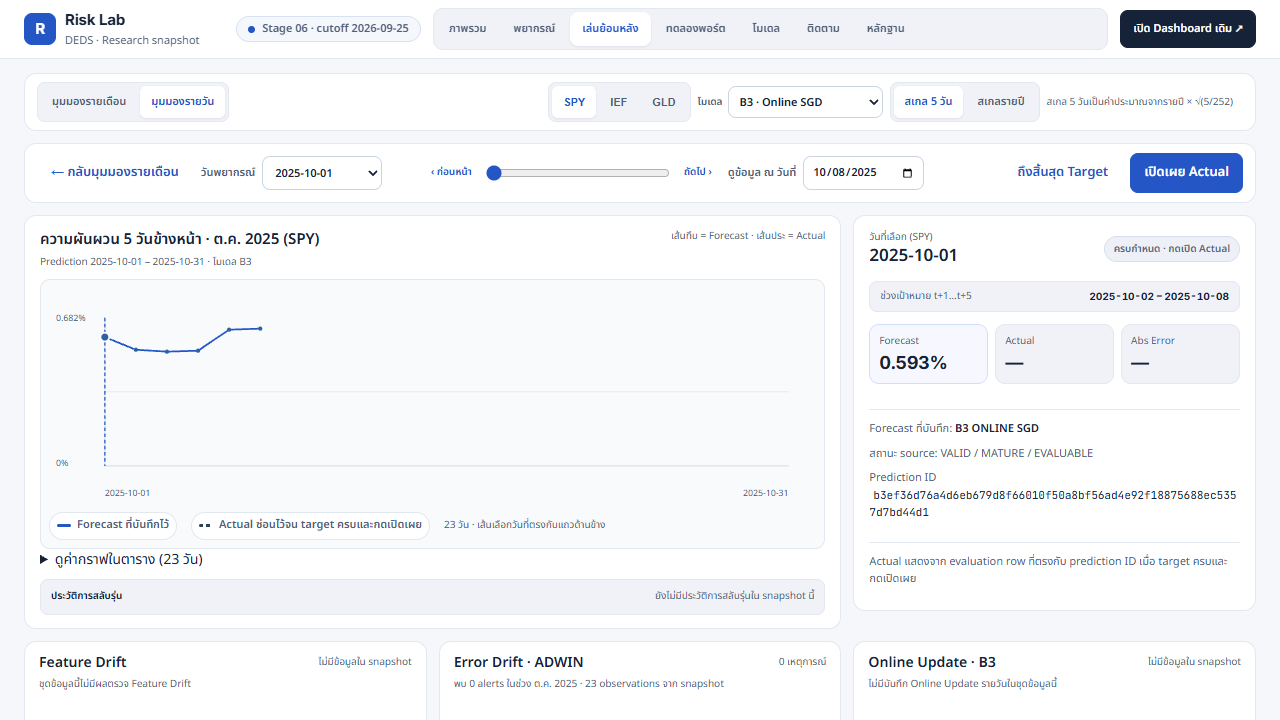 R
Risk Lab
DEDS · Research snapshot
Stage 06 · cutoff 2026-09-25
ภาพรวม
พยากรณ์
เล่นย้อนหลัง
ทดลองพอร์ต
โมเดล
ติดตาม
หลักฐาน
เปิด Dashboard เดิม ↗
มุมมองรายเดือน
มุมมองรายวัน
SPY
IEF
GLD
โมเดล
B3 · Online SGD
สเกล 5 วัน
สเกลรายปี
สเกล 5 วันเป็นค่าประมาณจากรายปี × √(5/252)
← กลับมุมมองรายเดือน
วันพยากรณ์
2025-10-01
‹ ก่อนหน้า
ถัดไป ›
ดูข้อมูล ณ วันที่
10/08/2025
ถึงสิ้นสุด Target
เปิดเผย Actual
ความผันผวน 5 วันข้างหน้า · ต.ค. 2025 (SPY)
เส้นทึบ = Forecast · เส้นประ = Actual
Prediction 2025-10-01 – 2025-10-31 · โมเดล B3
0.682%
0%
2025-10-01
2025-10-31
Forecast ที่บันทึกไว้
Actual ซ่อนไว้จน target ครบและกดเปิดเผย
23 วัน · เส้นเลือกวันที่ตรงกับแถวด้านข้าง
▶ ดูค่ากราฟในตาราง (23 วัน)
ประวัติการสลับรุ่น
ยังไม่มีประวัติการสลับรุ่นใน snapshot นี้
วันที่เลือก (SPY)
2025-10-01
ครบกำหนด · กดเปิด Actual
ช่วงเป้าหมาย t+1…t+5
2025-10-02 – 2025-10-08
Forecast
0.593%
Actual
—
Abs Error
—
Forecast ที่บันทึก: B3 ONLINE SGD
สถานะ source: VALID / MATURE / EVALUABLE
Prediction ID
b3ef36d76a4d6eb679d8f66010f50a8bf56ad4e92f18875688ec535
7d7bd44d1
Actual แสดงจาก evaluation row ที่ตรงกับ prediction ID เมื่อ target ครบและ
กดเปิดเผย
Feature Drift
ไม่มีข้อมูลใน snapshot
ชุดข้อมูลนี้ไม่มีผลตรวจ Feature Drift
Error Drift · ADWIN
0 เหตุการณ์
พบ 0 alerts ในช่วง ต.ค. 2025 · 23 observations จาก snapshot
Online Update · B3
ไม่มีข้อมูลใน snapshot
ไม่มีบันทึก Online Update รายวันในชุดข้อมูลนี้